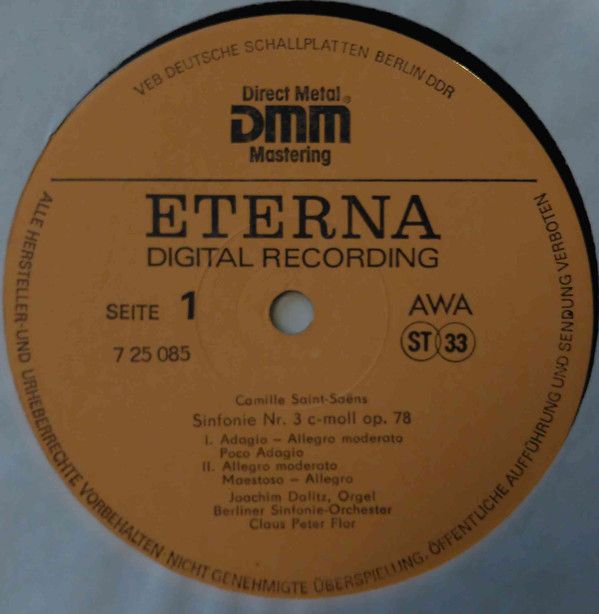 VEB DEUTSCHE SCHALLPLATTEN BERLIN DDR
Direct Metal®
DMM
Mastering
ETERNA
DIGITAL RECORDING
SEITE 1
AWA
7 25 085
ST 33
Camille Saint-Saëns
Sinfonie Nr. 3 c-moll op. 78
I. Adagio – Allegro moderato
Poco Adagio
II. Allegro moderato
Maestoso – Allegro
Joachim Dalitz, Orgel
Berliner Sinfonie-Orchester
Claus Peter Flor
ALLE HERSTELLER-UND URHEBERRECHTE VORBEHALTEN NICHT GENEHMIGTE ÜBERSPIELUNG, ÖFFENTLICHE AUFFÜHRUNG UND SENDUNG VERBOTEN